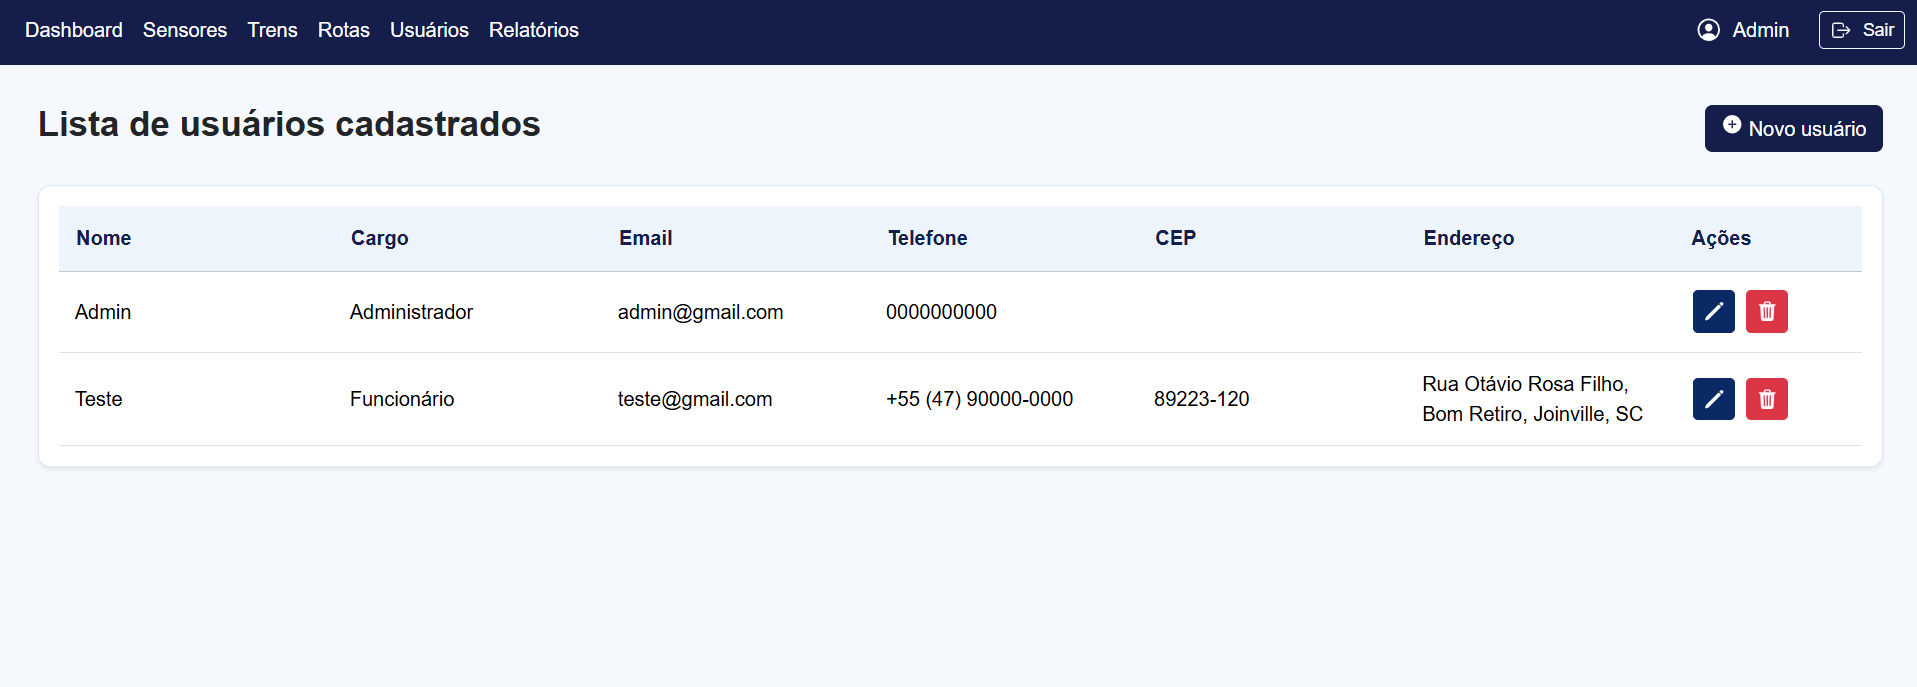 Dashboard Sensores Trens Rotas Usuários Relatórios Admin Sair
Lista de usuários cadastrados
Novo usuário
Nome Cargo Email Telefone CEP Endereço Ações
Admin Administrador admin@gmail.com 0000000000
Teste Funcionário teste@gmail.com +55 (47) 90000-0000 89223-120 Rua Otávio Rosa Filho,
Bom Retiro, Joinville, SC